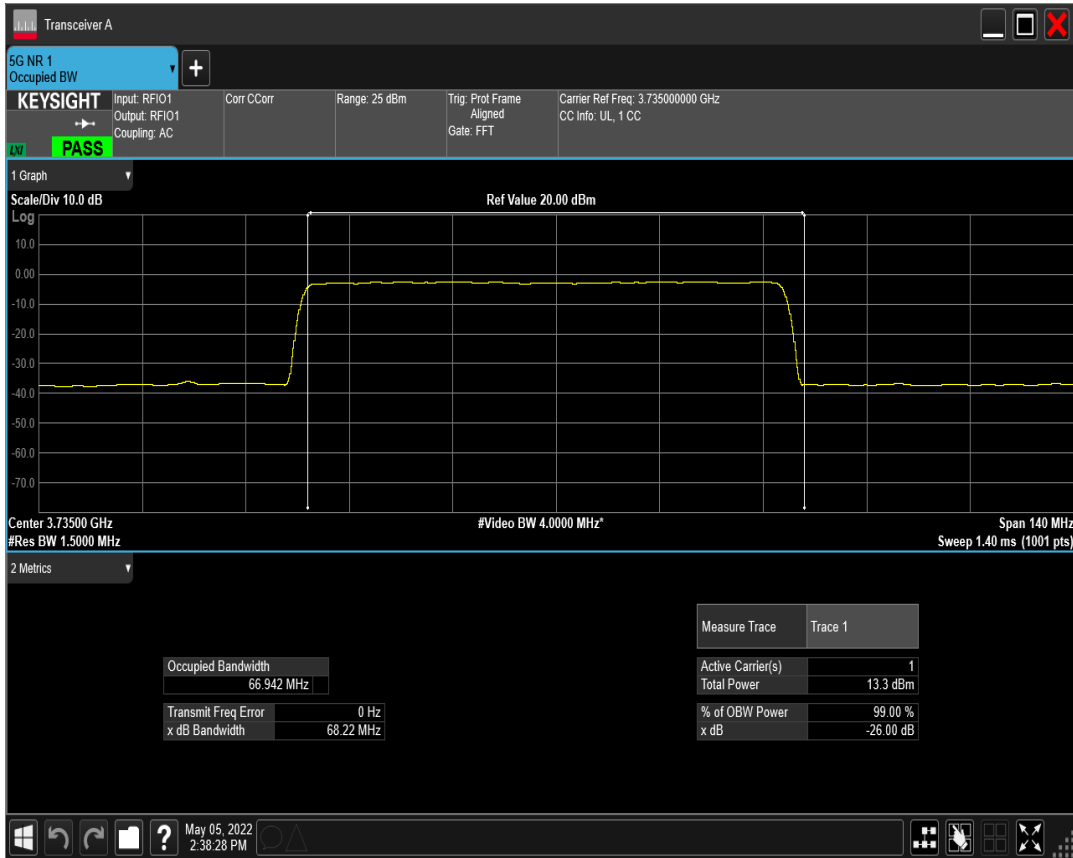 Transceiver A
5G NR 1
Occupied BW
+
KEYSIGHT
LXI
PASS
Input: RFIO1
Output: RFIO1
Coupling: AC
Corr CCorr
Range: 25 dBm
Trig: Prot Frame
Aligned
Gate: FFT
Carrier Ref Freq: 3.735000000 GHz
CC Info: UL, 1 CC
1 Graph
Scale/Div 10.0 dB
Ref Value 20.00 dBm
Log
10.0
0.00
-10.0
-20.0
-30.0
-40.0
-50.0
-60.0
-70.0
Center 3.73500 GHz
#Video BW 4.0000 MHz*
Span 140 MHz
#Res BW 1.5000 MHz
Sweep 1.40 ms (1001 pts)
2 Metrics
Measure Trace Trace 1
Occupied Bandwidth
66.942 MHz
Active Carrier(s) 1
Total Power 13.3 dBm
Transmit Freq Error 0 Hz
x dB Bandwidth 68.22 MHz
% of OBW Power 99.00 %
x dB -26.00 dB
?
May 05, 2022
2:38:28 PM